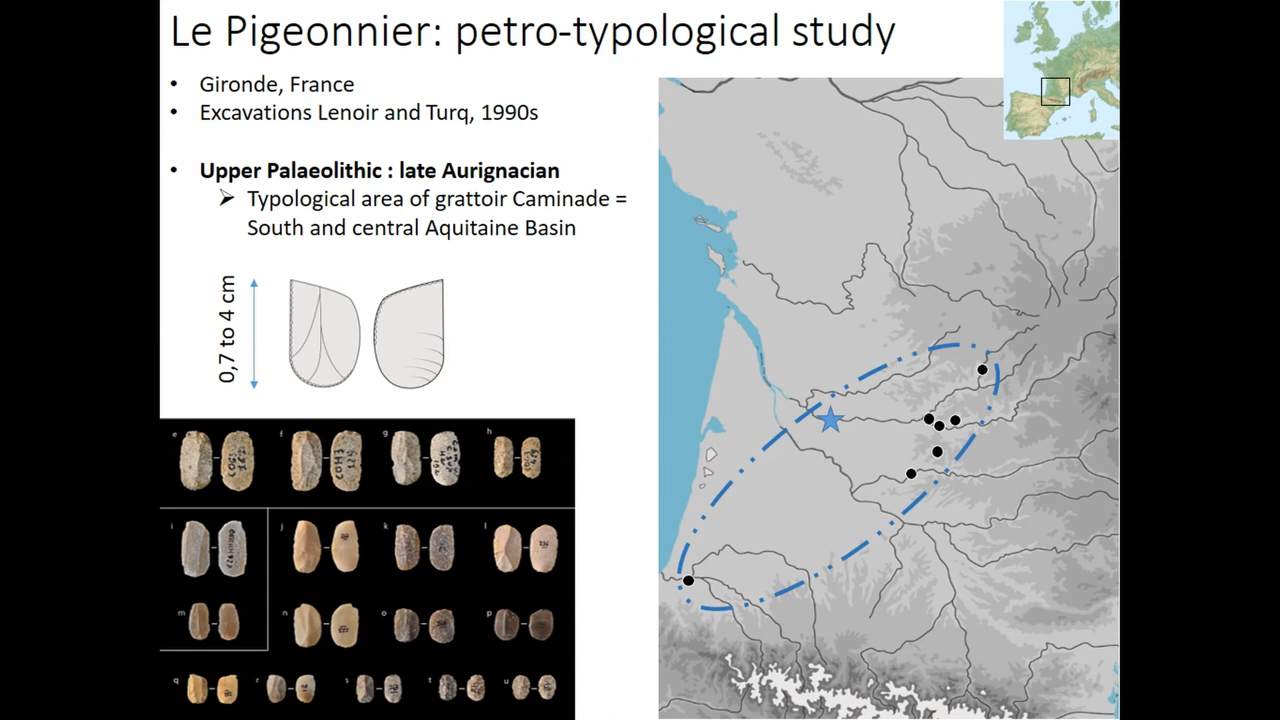 Le Pigeonnier: petro-typological study
• Gironde, France
• Excavations Lenoir and Turq, 1990s
• Upper Palaeolithic : late Aurignacian
➢ Typological area of grattoir Caminade =
South and central Aquitaine Basin
0,7 to 4 cm
e f g h
i j k l
m n o p
q r s t u